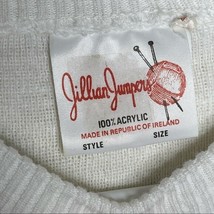 Jillian Jumpers
100% ACRYLIC
MADE IN REPUBLIC OF IRELAND
STYLE SIZE